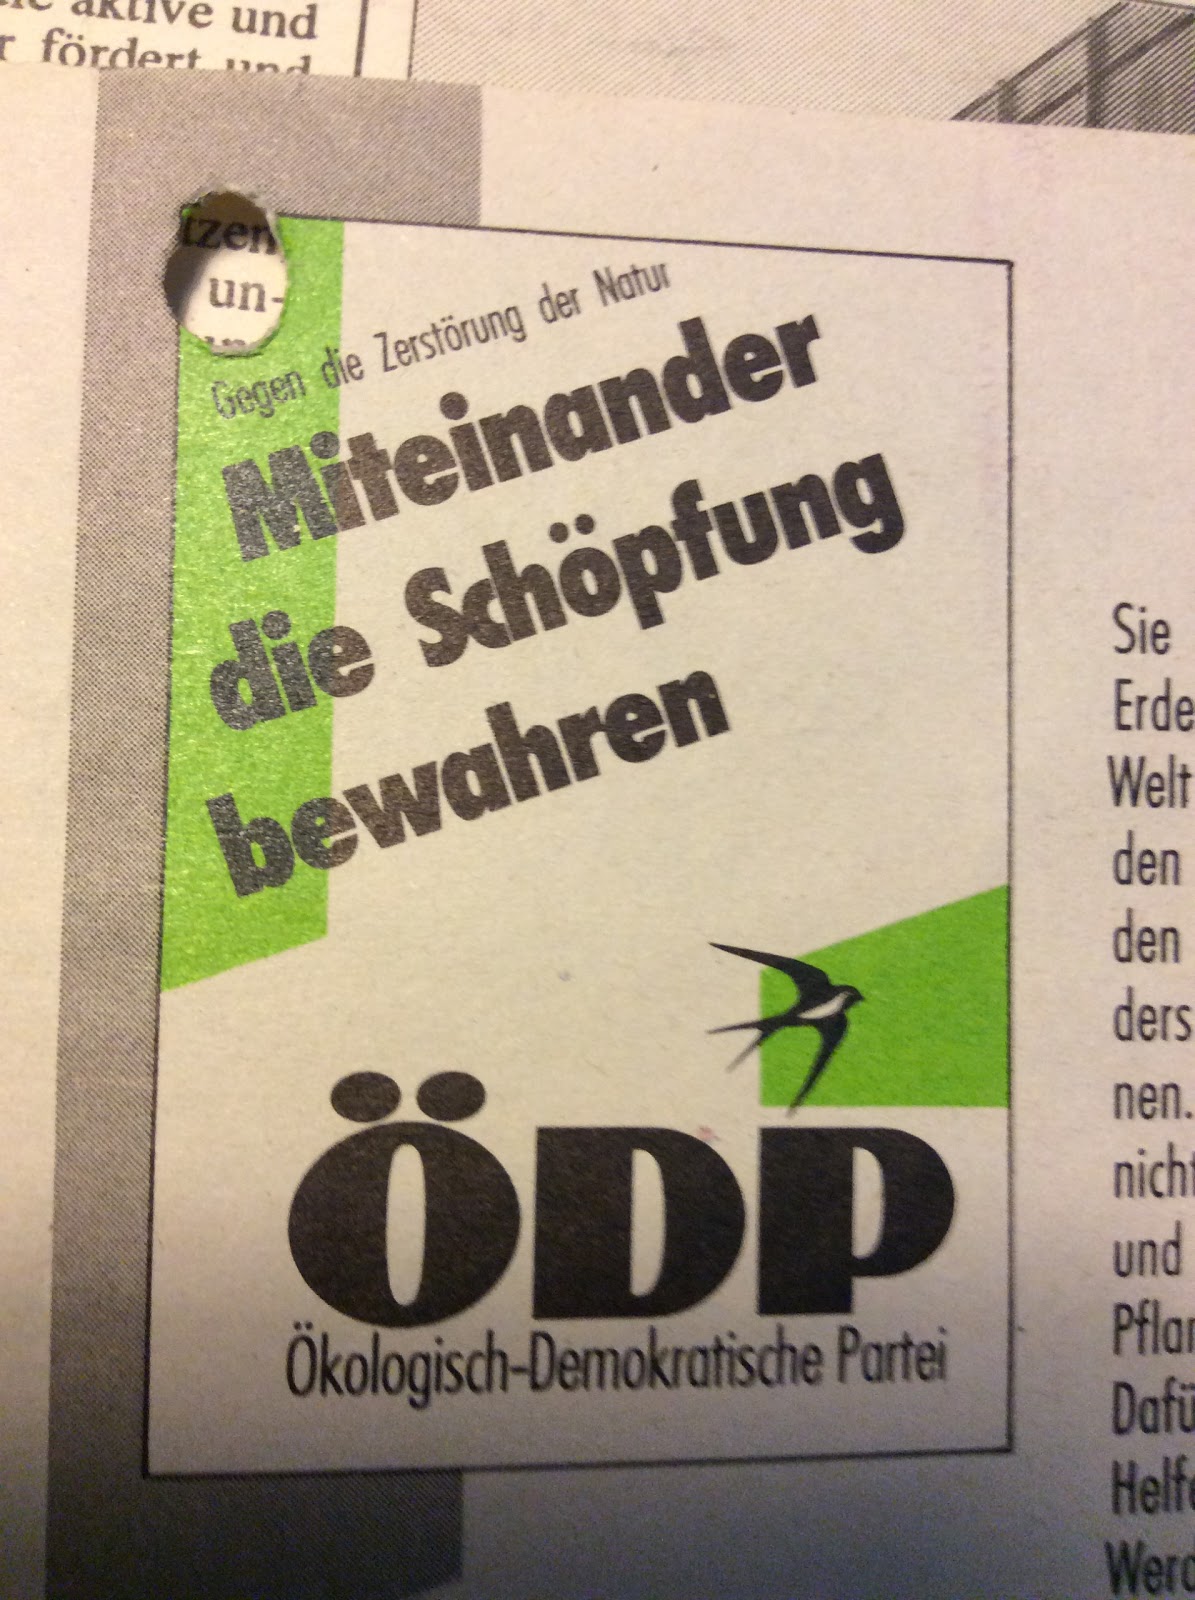 aktive und
fördert und
tzen
un-
Gegen die Zerstörung der Natur
Miteinander
die Schöpfung
bewahren
ÖDP
Ökologisch-Demokratische Partei
Sie
Erde
Welt
den
den
ders
nen.
nicht
und
Pflan
Dafü
Helfe
Werd